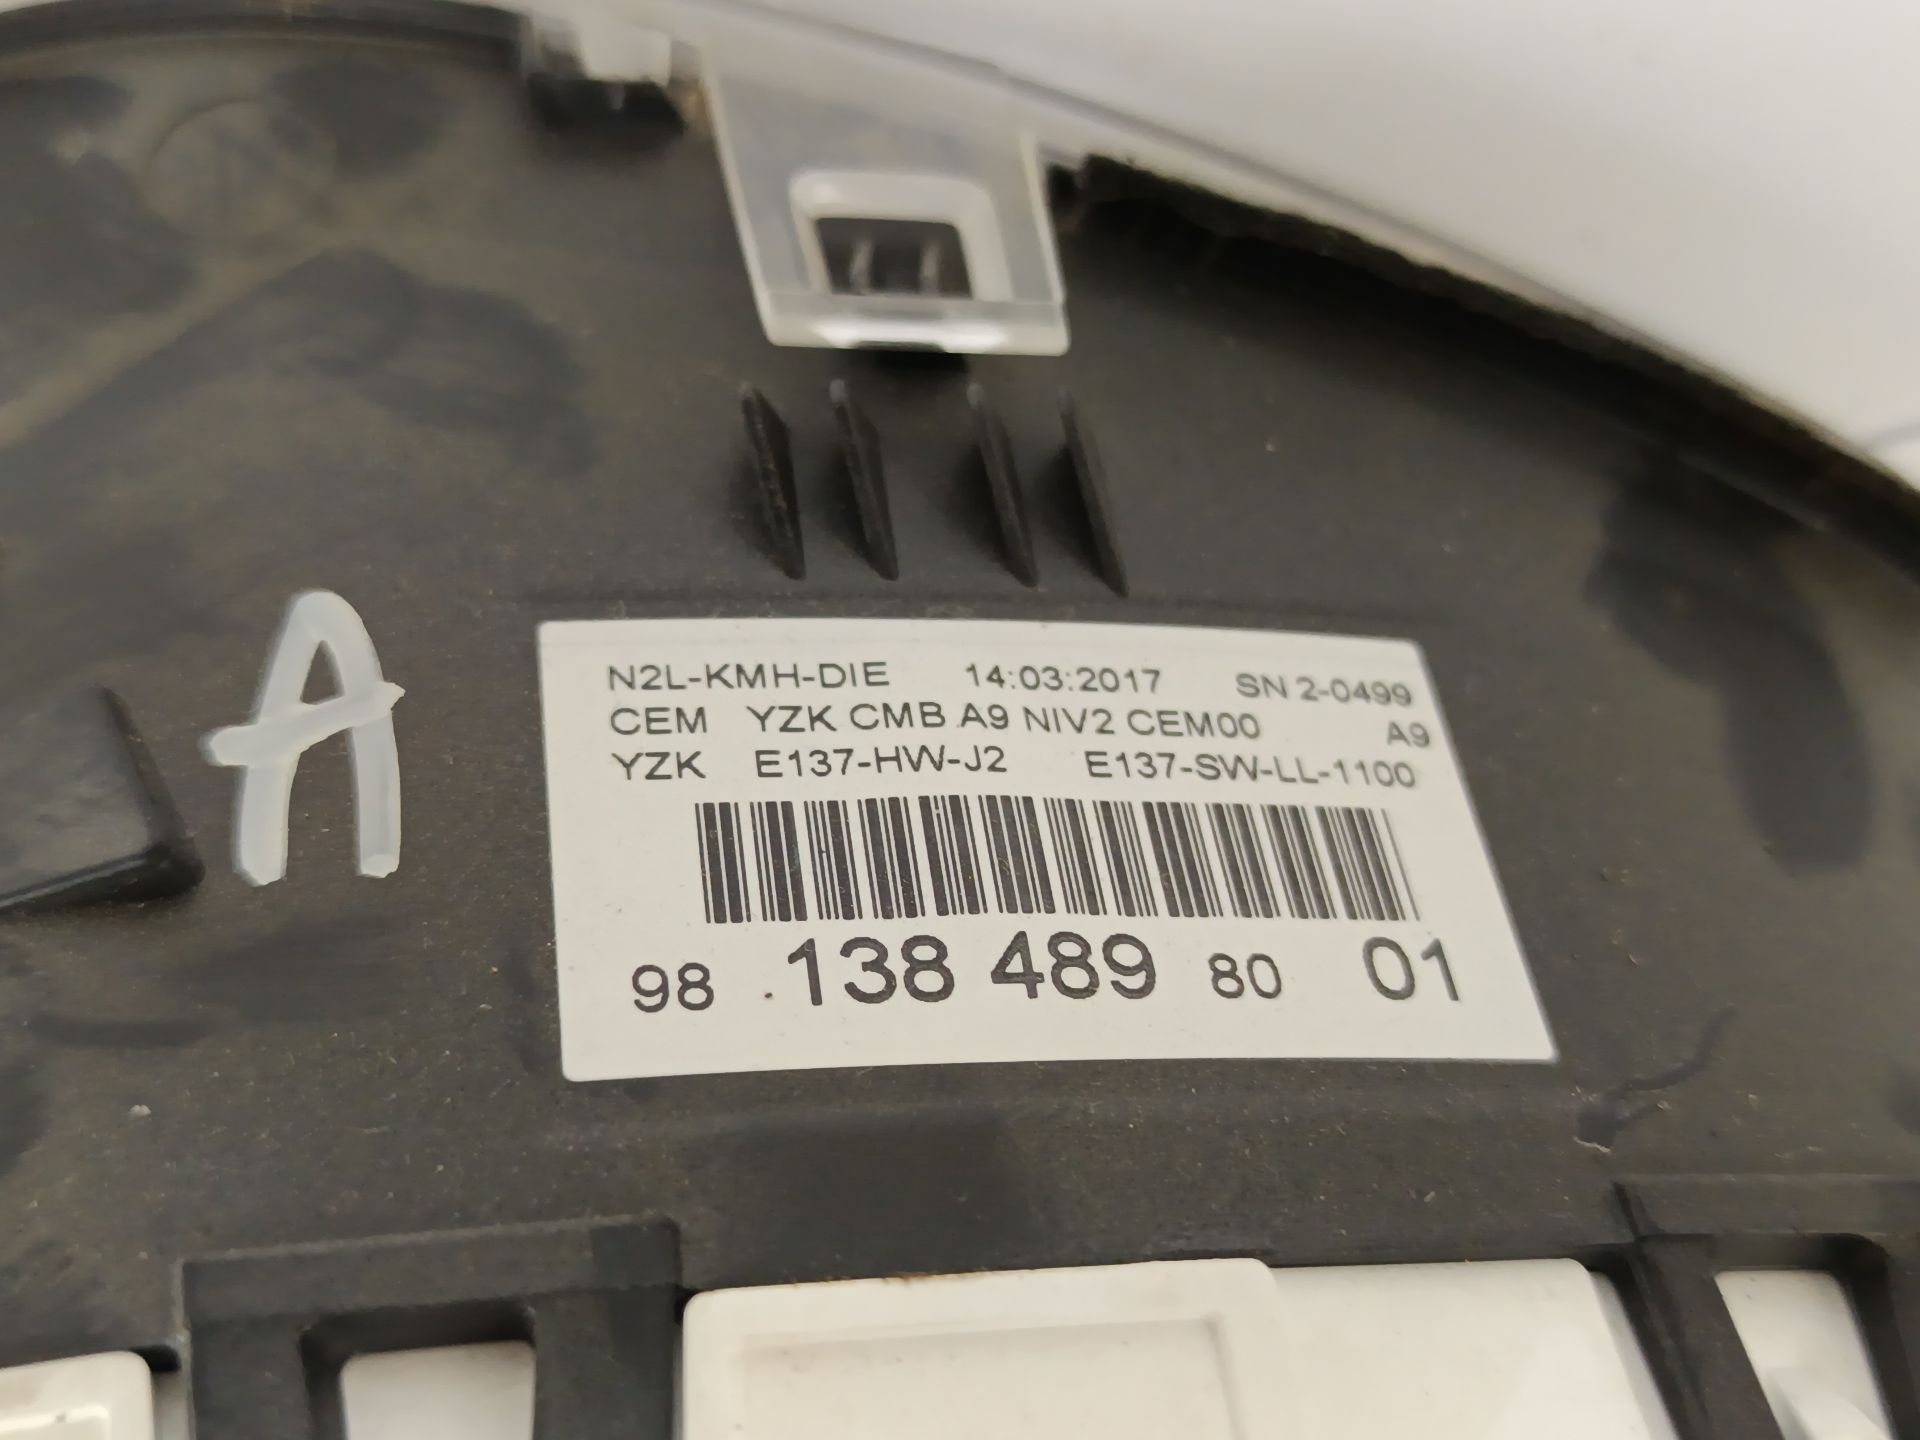 A
N2L-KMH-DIE 14:03:2017 SN 2-0499
CEM YZK CMB A9 NIV2 CEM00 A9
YZK E137-HW-J2 E137-SW-LL-1100
98 138 489 80 01